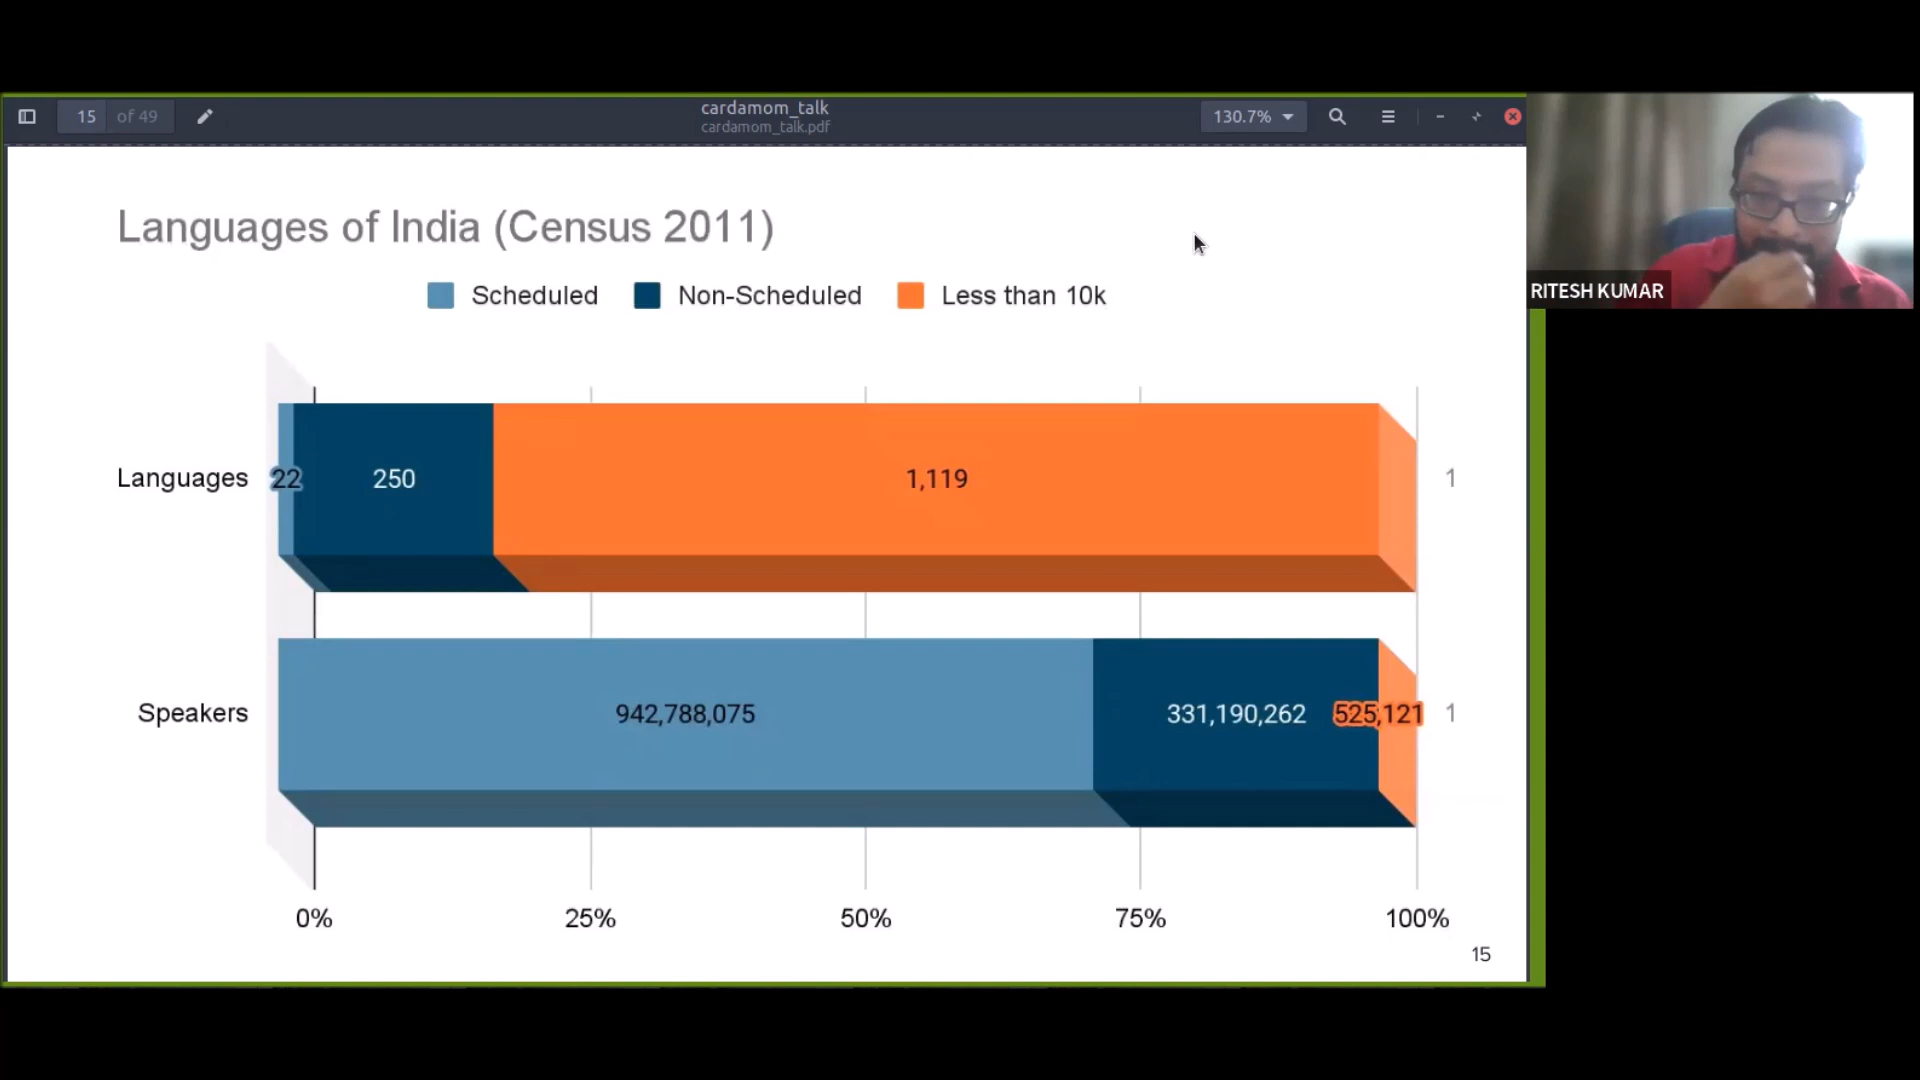 15 of 49
cardamom_talk
cardamom_talk.pdf
130.7%
Languages of India (Census 2011)
Scheduled Non-Scheduled Less than 10k
Languages 22 250 1,119 1
Speakers 942,788,075 331,190,262 525,121 1
0% 25% 50% 75% 100%
15
RITESH KUMAR